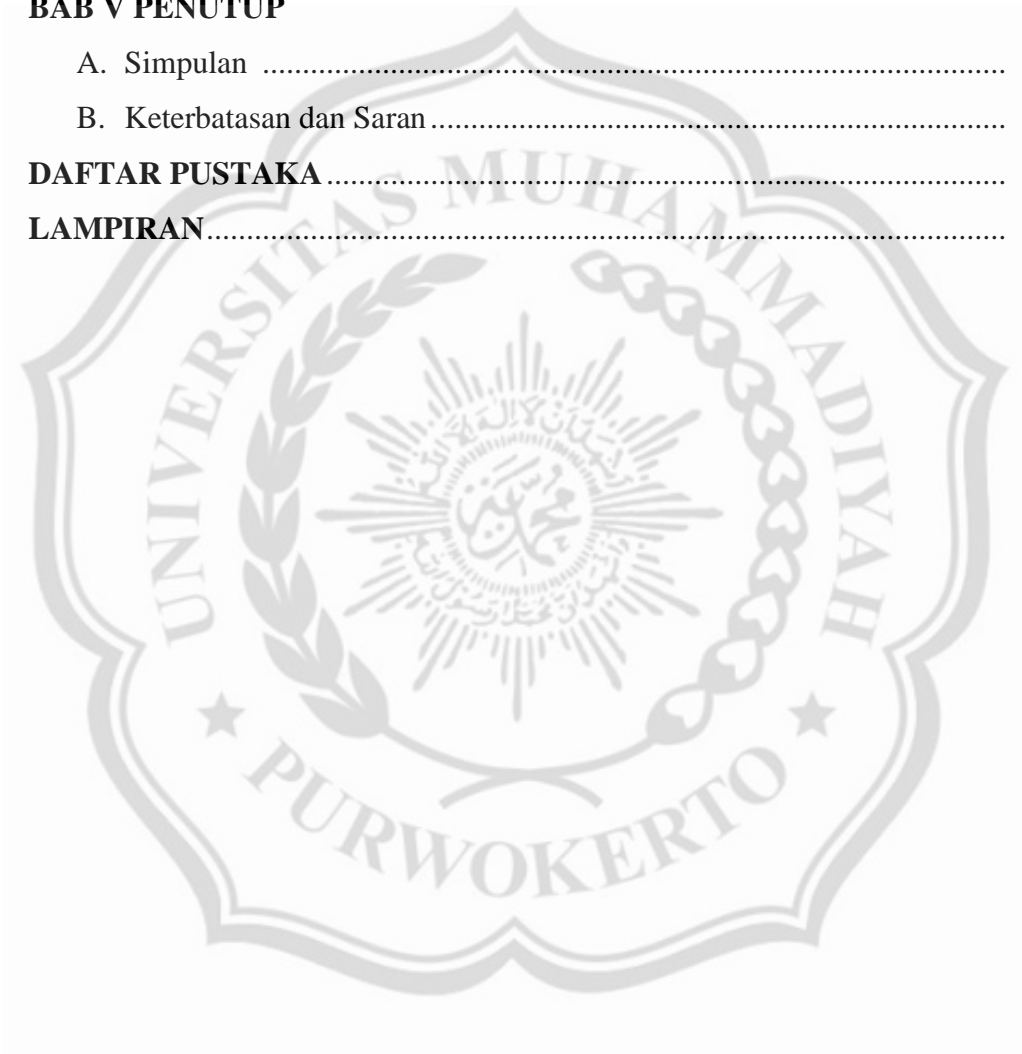 BAB V PENUTUP
A. Simpulan ............................................................................................
B. Keterbatasan dan Saran ........................................................................
DAFTAR PUSTAKA .....................................................................................
LAMPIRAN....................................................................................................
UNIVERSITAS MUHAMMADIYAH
PURWOKERTO